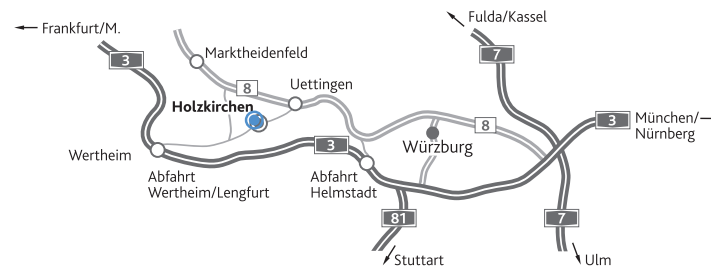 Fulda/Kassel
Frankfurt/M.
3
Marktheidenfeld
7
8
Uettingen
Holzkirchen
3
München/
Nürnberg
8
3
Würzburg
Wertheim
Abfahrt
Wertheim/Lengfurt
Abfahrt
Helmstadt
81
7
Stuttart
Ulm